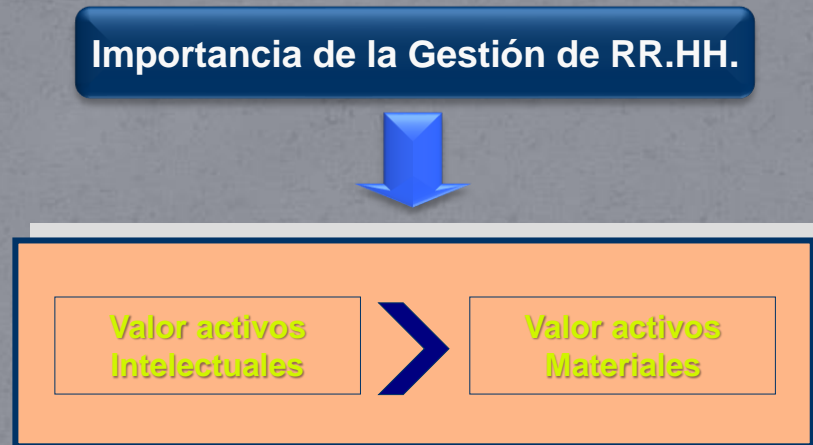 Importancia de la Gestión de RR.HH.
Valor activos
Intelectuales
Valor activos
Materiales